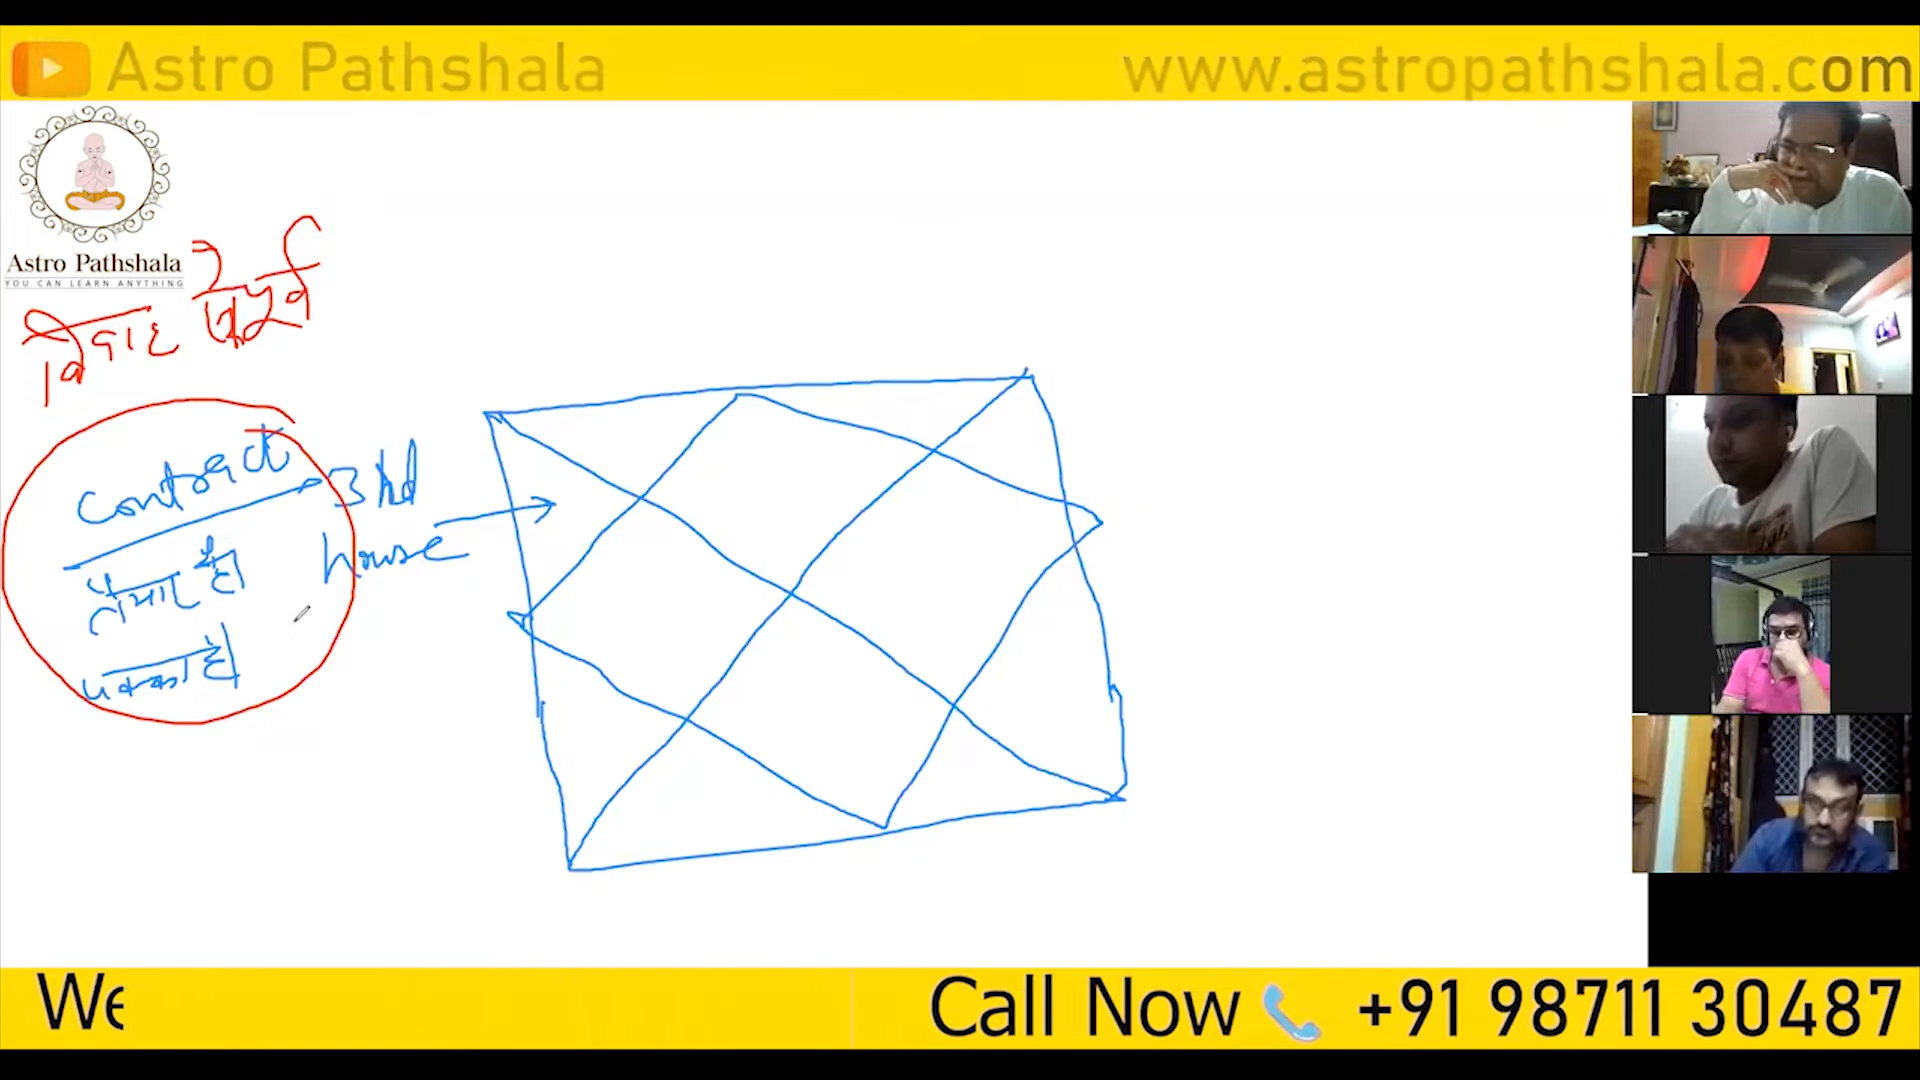 Astro Pathshala
www.astropathshala.com
Astro Pathshala
YOU CAN LEARN ANYTHING
विवाह से पूर्व
Contract
3rd
house
तैयार है
पक्का है
We
Call Now +91 98711 30487